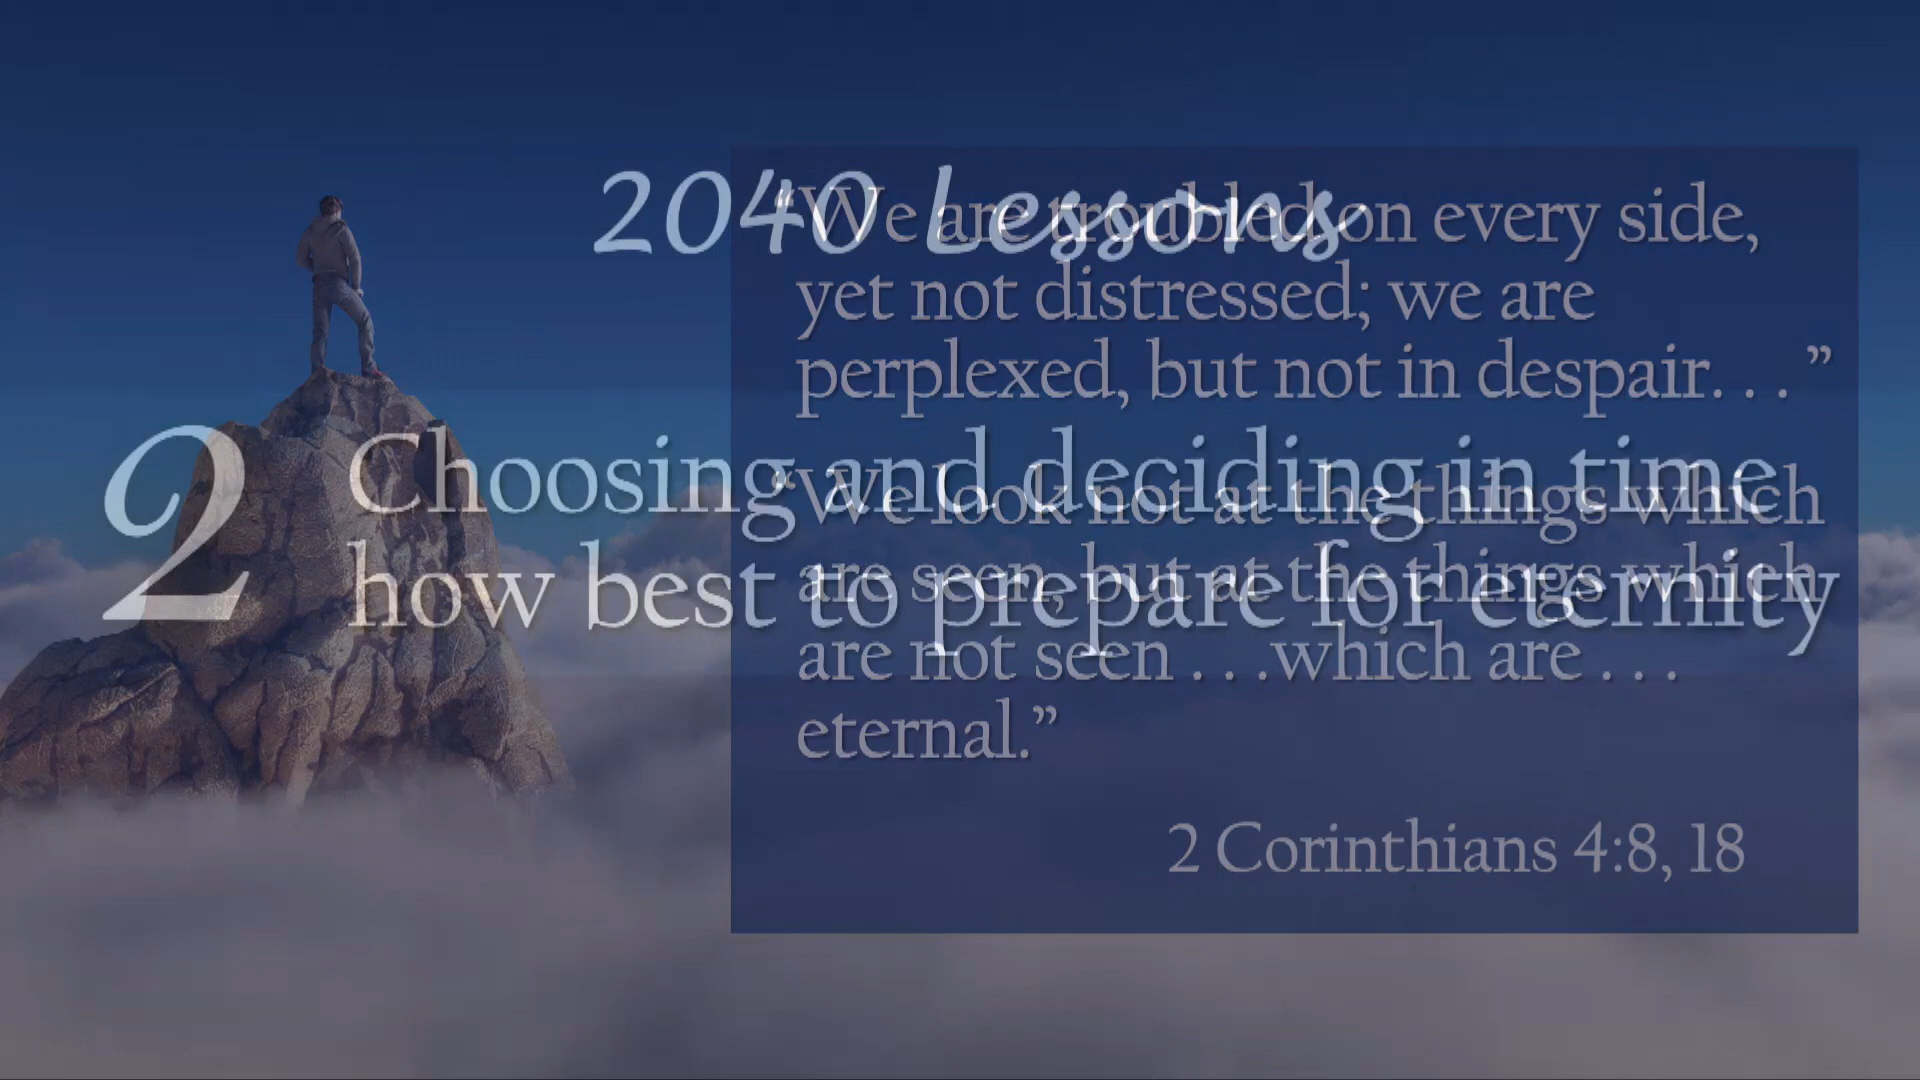 2040 Lessons
2 Choosing and deciding in time
how best to prepare for eternity
“We are troubled on every side,
yet not distressed; we are
perplexed, but not in despair. . . ”
“We look not at the things which
are seen, but at the things which
are not seen . . .which are . . .
eternal.”
2 Corinthians 4:8, 18